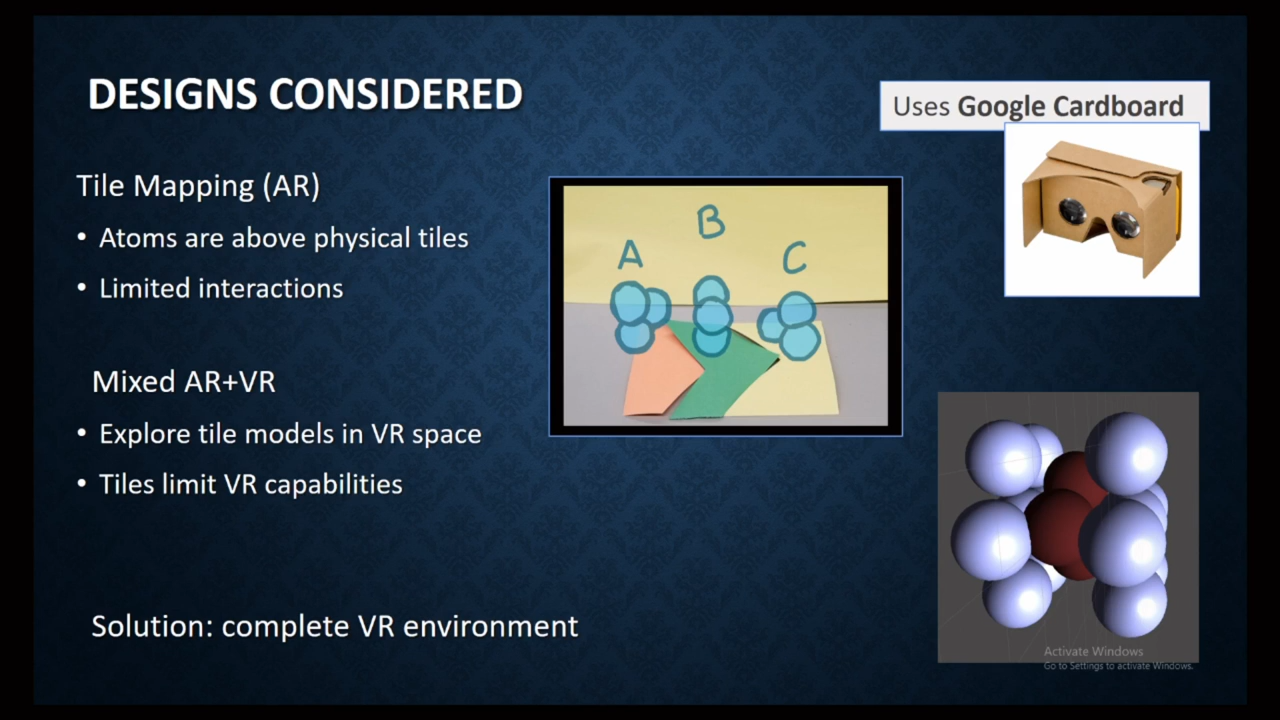 DESIGNS CONSIDERED
Uses Google Cardboard
Tile Mapping (AR)
• Atoms are above physical tiles
• Limited interactions
Mixed AR+VR
• Explore tile models in VR space
• Tiles limit VR capabilities
Solution: complete VR environment
A
B
C
Activate Windows
Go to Settings to activate Windows.